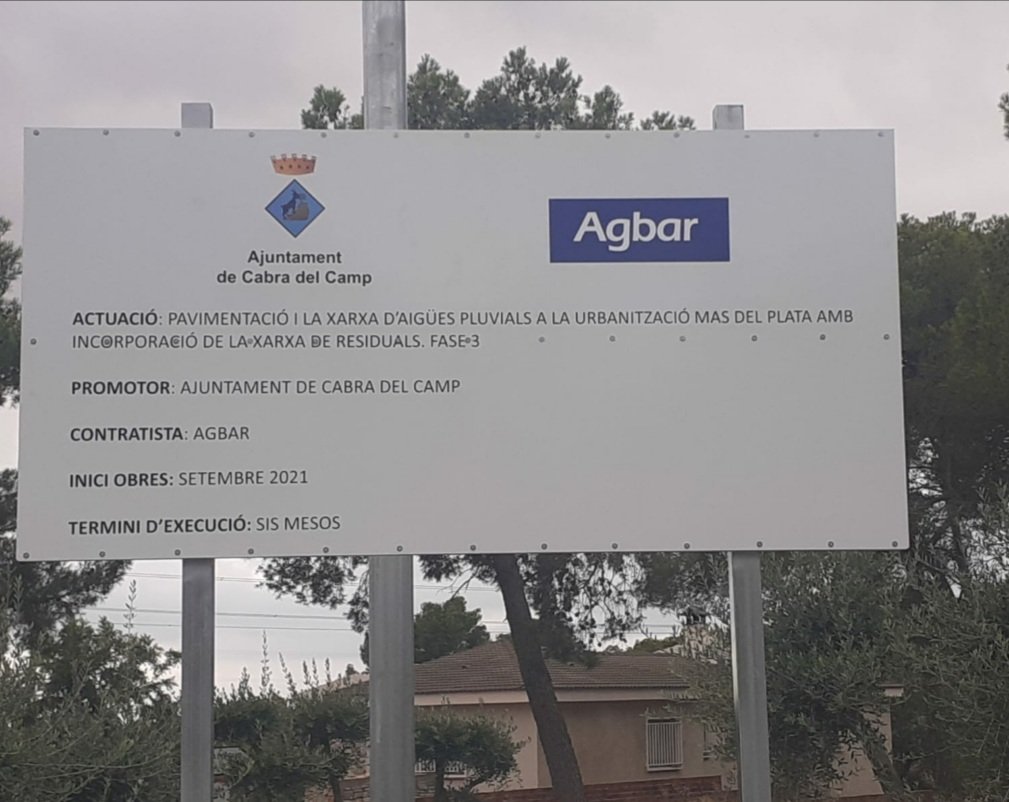 Ajuntament
de Cabra del Camp
Agbar
ACTUACIÓ: PAVIMENTACIÓ I LA XARXA D'AIGÜES PLUVIALS A LA URBANITZACIÓ MAS DEL PLATA AMB
INCORPORACIÓ DE LA XARXA DE RESIDUALS. FASE 3
PROMOTOR: AJUNTAMENT DE CABRA DEL CAMP
CONTRATISTA: AGBAR
INICI OBRES: SETEMBRE 2021
TERMINI D'EXECUCIÓ: SIS MESOS